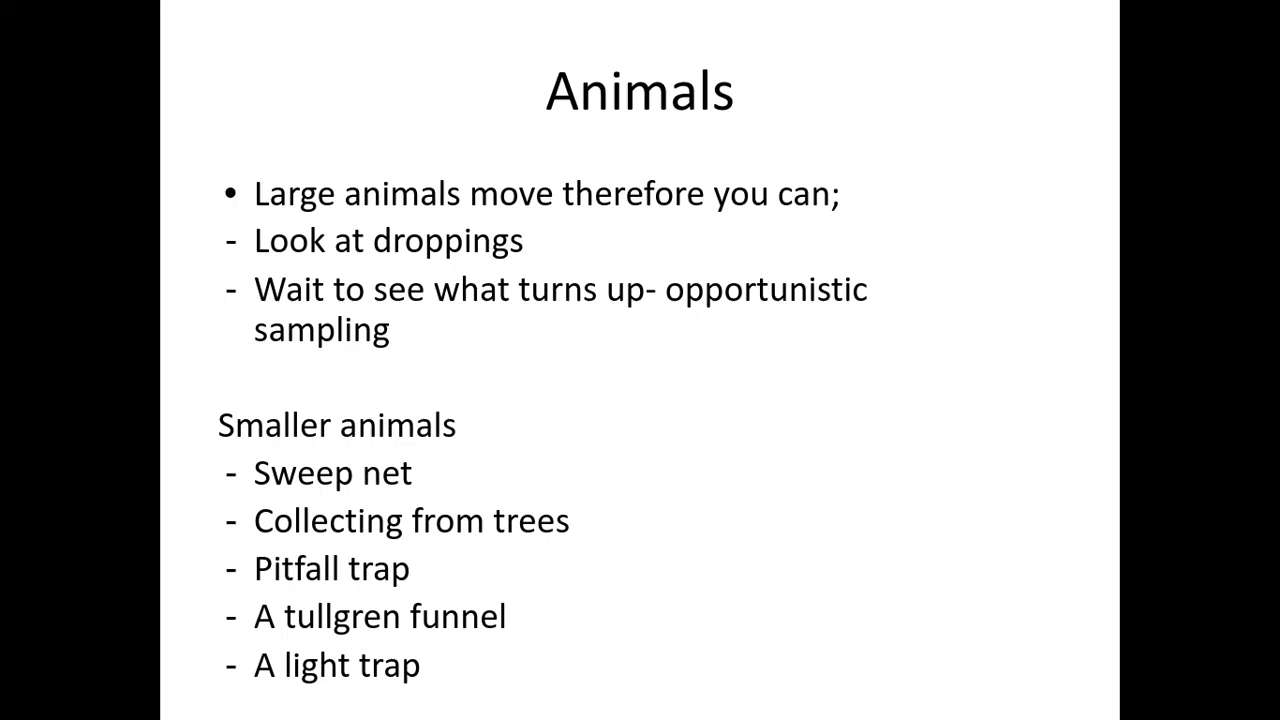 Animals
• Large animals move therefore you can;
- Look at droppings
- Wait to see what turns up- opportunistic
sampling
Smaller animals
- Sweep net
- Collecting from trees
- Pitfall trap
- A tullgren funnel
- A light trap